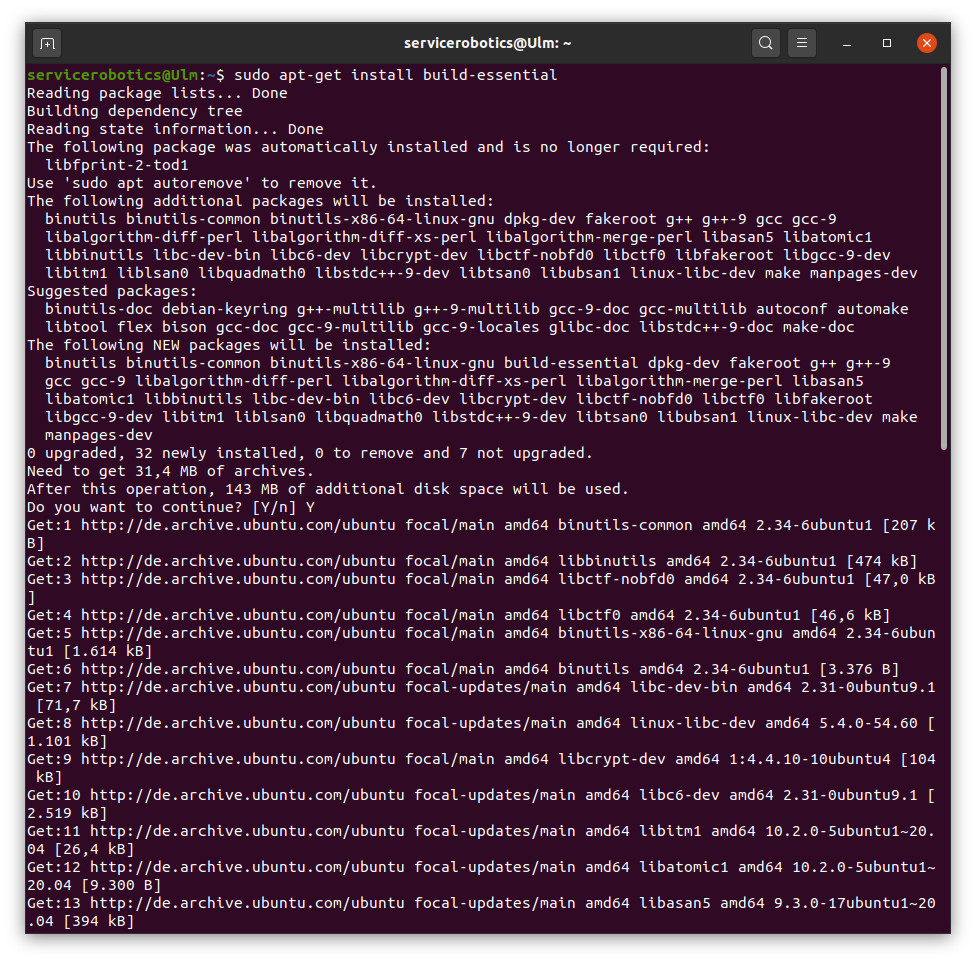 servicerobotics@Ulm: ~
servicerobotics@Ulm:~$ sudo apt-get install build-essential
Reading package lists... Done
Building dependency tree
Reading state information... Done
The following package was automatically installed and is no longer required:
  libfprint-2-tod1
Use 'sudo apt autoremove' to remove it.
The following additional packages will be installed:
  binutils binutils-common binutils-x86-64-linux-gnu dpkg-dev fakeroot g++ g++-9 gcc gcc-9
  libalgorithm-diff-perl libalgorithm-diff-xs-perl libalgorithm-merge-perl libasan5 libatomic1
  libbinutils libc-dev-bin libc6-dev libcrypt-dev libctf-nobfd0 libctf0 libfakeroot libgcc-9-dev
  libitm1 liblsan0 libquadmath0 libstdc++-9-dev libtsan0 libubsan1 linux-libc-dev make manpages-dev
Suggested packages:
  binutils-doc debian-keyring g++-multilib g++-9-multilib gcc-9-doc gcc-multilib autoconf automake
  libtool flex bison gcc-doc gcc-9-multilib gcc-9-locales glibc-doc libstdc++-9-doc make-doc
The following NEW packages will be installed:
  binutils binutils-common binutils-x86-64-linux-gnu build-essential dpkg-dev fakeroot g++ g++-9
  gcc gcc-9 libalgorithm-diff-perl libalgorithm-diff-xs-perl libalgorithm-merge-perl libasan5
  libatomic1 libbinutils libc-dev-bin libc6-dev libcrypt-dev libctf-nobfd0 libctf0 libfakeroot
  libgcc-9-dev libitm1 liblsan0 libquadmath0 libstdc++-9-dev libtsan0 libubsan1 linux-libc-dev make
  manpages-dev
0 upgraded, 32 newly installed, 0 to remove and 7 not upgraded.
Need to get 31,4 MB of archives.
After this operation, 143 MB of additional disk space will be used.
Do you want to continue? [Y/n] Y
Get:1 http://de.archive.ubuntu.com/ubuntu focal/main amd64 binutils-common amd64 2.34-6ubuntu1 [207 k
B]
Get:2 http://de.archive.ubuntu.com/ubuntu focal/main amd64 libbinutils amd64 2.34-6ubuntu1 [474 kB]
Get:3 http://de.archive.ubuntu.com/ubuntu focal/main amd64 libctf-nobfd0 amd64 2.34-6ubuntu1 [47,0 kB
]
Get:4 http://de.archive.ubuntu.com/ubuntu focal/main amd64 libctf0 amd64 2.34-6ubuntu1 [46,6 kB]
Get:5 http://de.archive.ubuntu.com/ubuntu focal/main amd64 binutils-x86-64-linux-gnu amd64 2.34-6ubun
tu1 [1.614 kB]
Get:6 http://de.archive.ubuntu.com/ubuntu focal/main amd64 binutils amd64 2.34-6ubuntu1 [3.376 B]
Get:7 http://de.archive.ubuntu.com/ubuntu focal-updates/main amd64 libc-dev-bin amd64 2.31-0ubuntu9.1
 [71,7 kB]
Get:8 http://de.archive.ubuntu.com/ubuntu focal-updates/main amd64 linux-libc-dev amd64 5.4.0-54.60 [
1.101 kB]
Get:9 http://de.archive.ubuntu.com/ubuntu focal/main amd64 libcrypt-dev amd64 1:4.4.10-10ubuntu4 [104
 kB]
Get:10 http://de.archive.ubuntu.com/ubuntu focal-updates/main amd64 libc6-dev amd64 2.31-0ubuntu9.1 [
2.519 kB]
Get:11 http://de.archive.ubuntu.com/ubuntu focal-updates/main amd64 libitm1 amd64 10.2.0-5ubuntu1~20.
04 [26,4 kB]
Get:12 http://de.archive.ubuntu.com/ubuntu focal-updates/main amd64 libatomic1 amd64 10.2.0-5ubuntu1~
20.04 [9.300 B]
Get:13 http://de.archive.ubuntu.com/ubuntu focal-updates/main amd64 libasan5 amd64 9.3.0-17ubuntu1~20
.04 [394 kB]